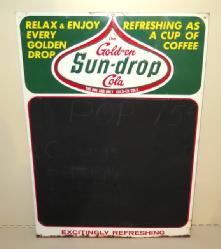 RELAX & ENJOY
EVERY
GOLDEN
DROP
REFRESHING AS
A CUP OF
COFFEE
THE
Gold-en
Sun-drop
Cola
EXCITINGLY REFRESHING